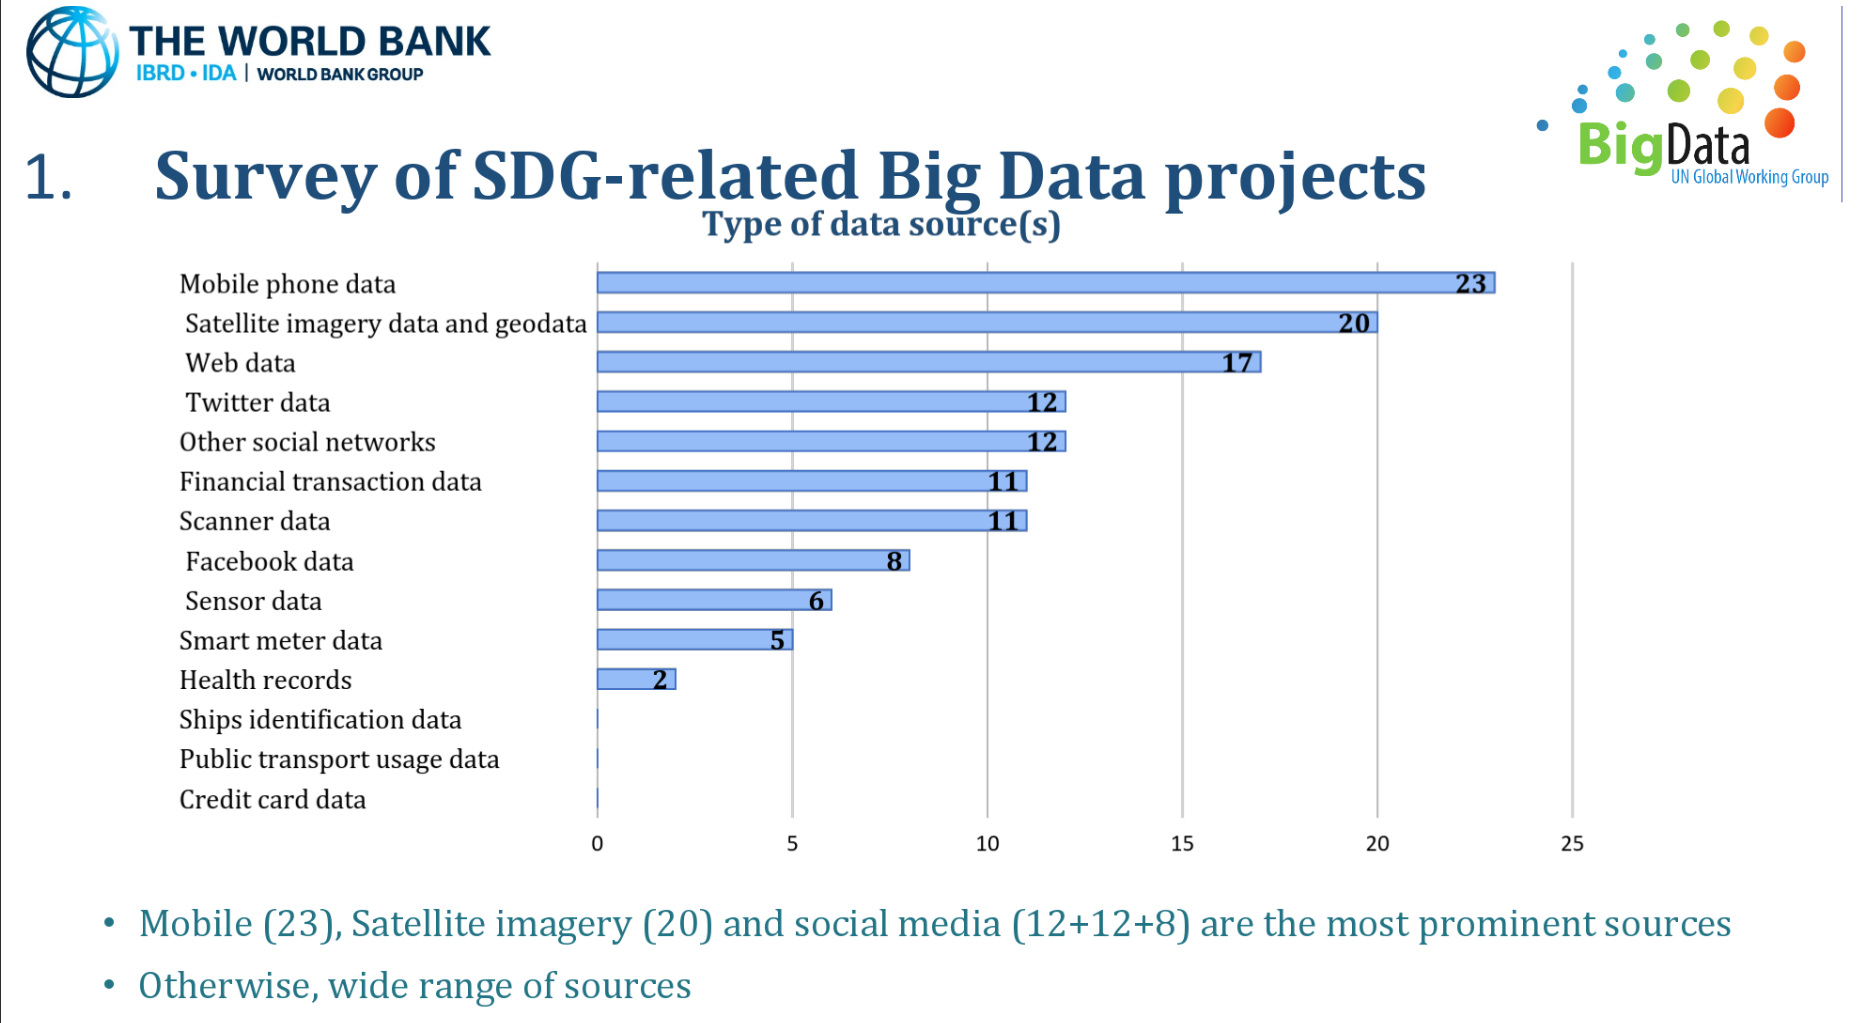 THE WORLD BANK
IBRD • IDA | WORLD BANK GROUP
BigData
UN Global Working Group
1. Survey of SDG-related Big Data projects
Type of data source(s)
Mobile phone data 23
Satellite imagery data and geodata 20
Web data 17
Twitter data 12
Other social networks 12
Financial transaction data 11
Scanner data 11
Facebook data 8
Sensor data 6
Smart meter data 5
Health records 2
Ships identification data
Public transport usage data
Credit card data
0 5 10 15 20 25
• Mobile (23), Satellite imagery (20) and social media (12+12+8) are the most prominent sources
• Otherwise, wide range of sources